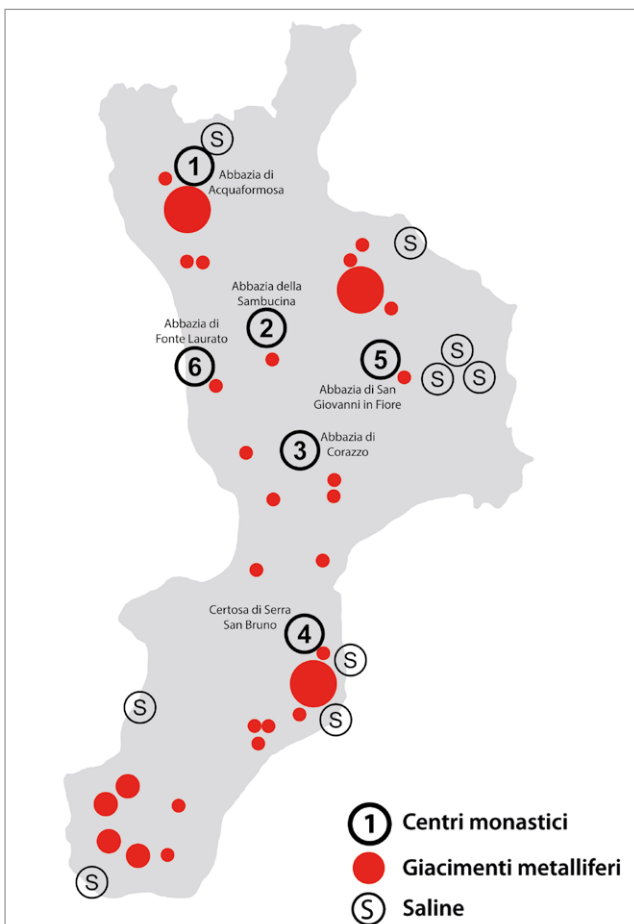 S
1
Abbazia di
Acquaformosa
S
Abbazia della
Sambucina
2
Abbazia di
Fonte Laurato
6
5
S
S
S
Abbazia di San
Giovanni in Fiore
3
Abbazia di
Corazzo
Certosa di Serra
San Bruno
4
S
S
S
S
1 Centri monastici
Giacimenti metalliferi
S Saline